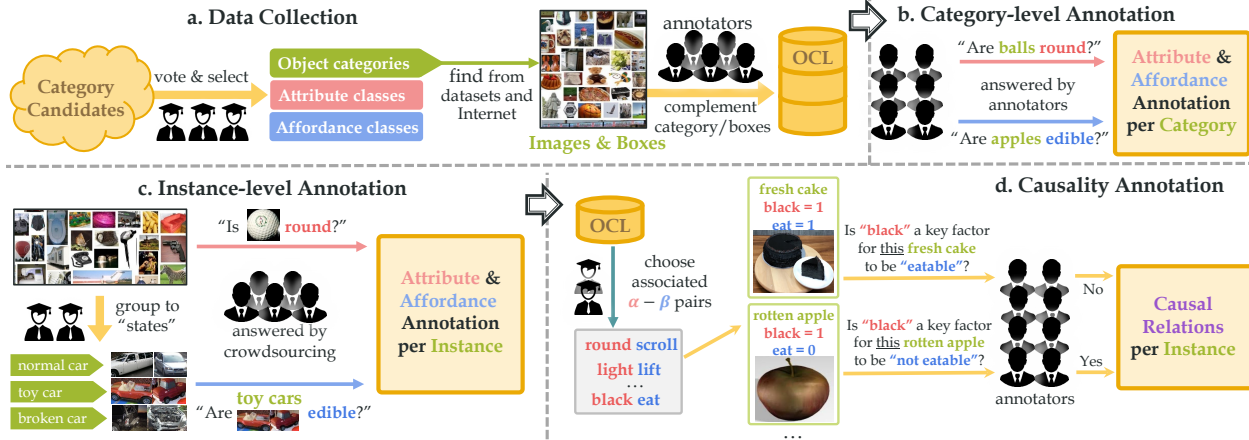 a. Data Collection
Category
Candidates
vote & select
Object categories
Attribute classes
Affordance classes
find from
datasets and
Internet
Images & Boxes
annotators
complement
category/boxes
OCL
b. Category-level Annotation
“Are balls round?”
answered by
annotators
“Are apples edible?”
Attribute &
Affordance
Annotation
per Category
c. Instance-level Annotation
“Is round?”
group to
“states”
normal car
toy car
broken car
answered by
crowdsourcing
toy cars
“Are edible?”
Attribute &
Affordance
Annotation
per Instance
d. Causality Annotation
OCL
choose
associated
α − β pairs
round scroll
light lift
...
black eat
fresh cake
black = 1
eat = 1
rotten apple
black = 1
eat = 0
...
Is “black” a key factor
for this fresh cake
to be “eatable”?
Is “black” a key factor
for this rotten apple
to be “not eatable”?
annotators
No
Yes
Causal
Relations
per Instance